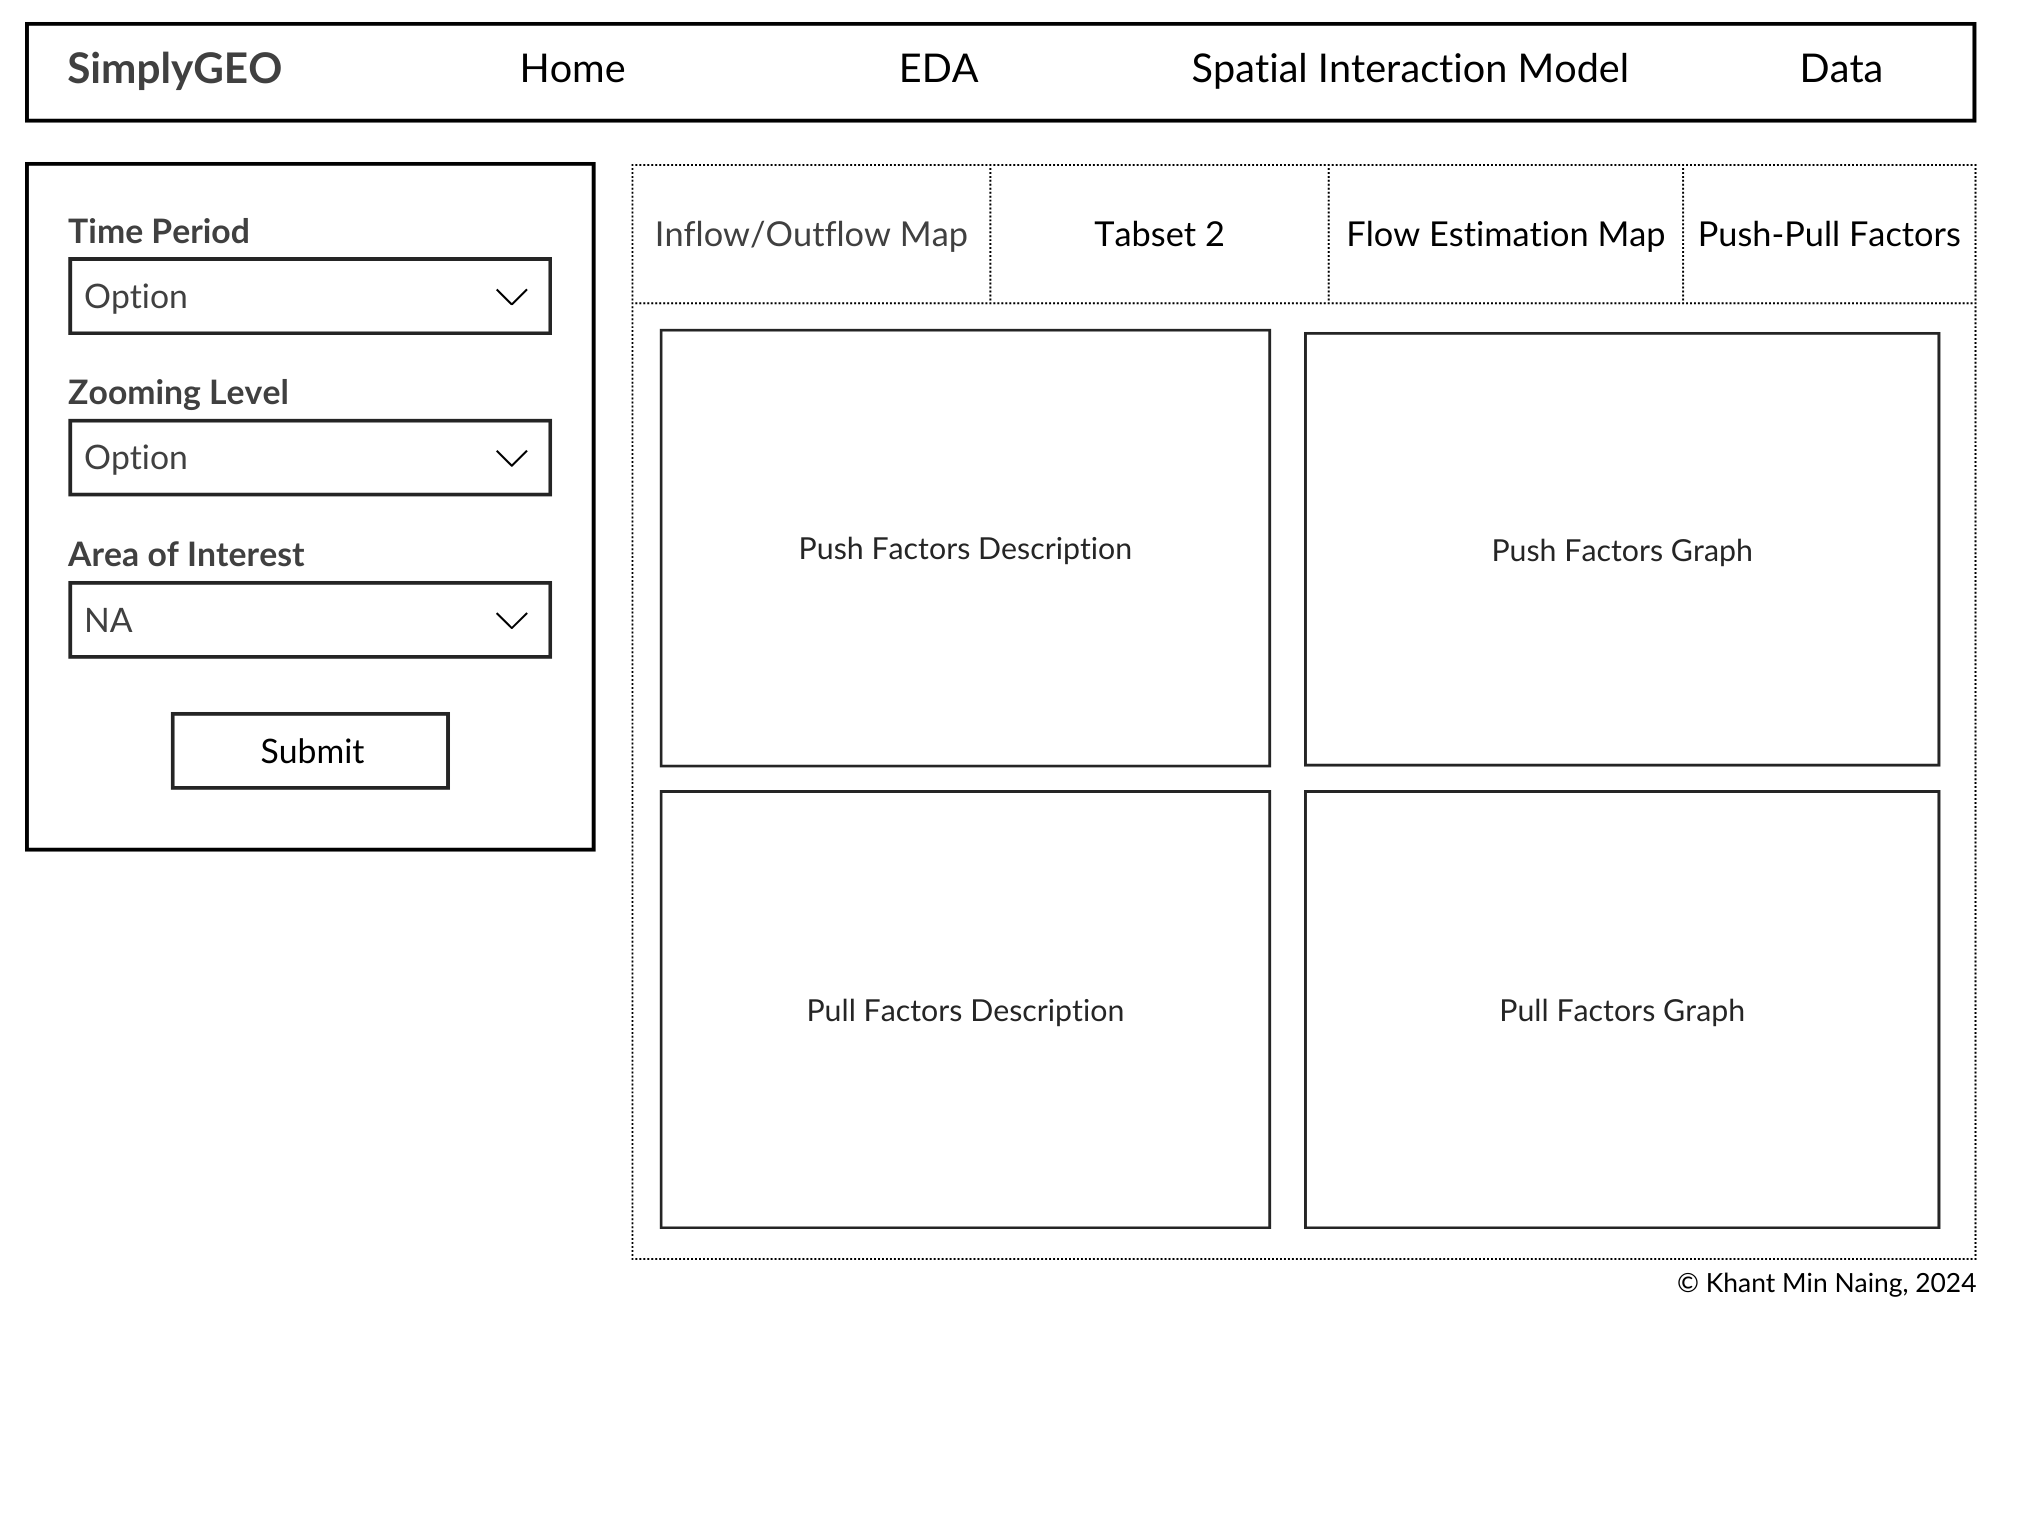 SimplyGEO Home EDA Spatial Interaction Model Data
Time Period
Option
Zooming Level
Option
Area of Interest
NA
Submit
Inflow/Outflow Map Tabset 2 Flow Estimation Map Push-Pull Factors
Push Factors Description
Push Factors Graph
Pull Factors Description
Pull Factors Graph
© Khant Min Naing, 2024